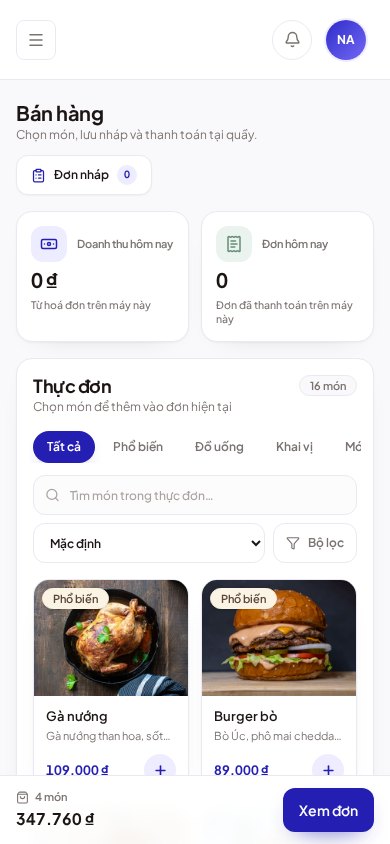 NA
Bán hàng
Chọn món, lưu nháp và thanh toán tại quầy.
Đơn nháp 0
Doanh thu hôm nay
0 ₫
Từ hoá đơn trên máy này
Đơn hôm nay
0
Đơn đã thanh toán trên máy
này
Thực đơn
16 món
Chọn món để thêm vào đơn hiện tại
Tất cả Phổ biến Đồ uống Khai vị Mó
Tìm món trong thực đơn…
Mặc định
Bộ lọc
Phổ biến
Gà nướng
Gà nướng than hoa, sốt…
109.000 ₫
+
Phổ biến
Burger bò
Bò Úc, phô mai chedda…
89.000 ₫
+
4 món
347.760 ₫
Xem đơn